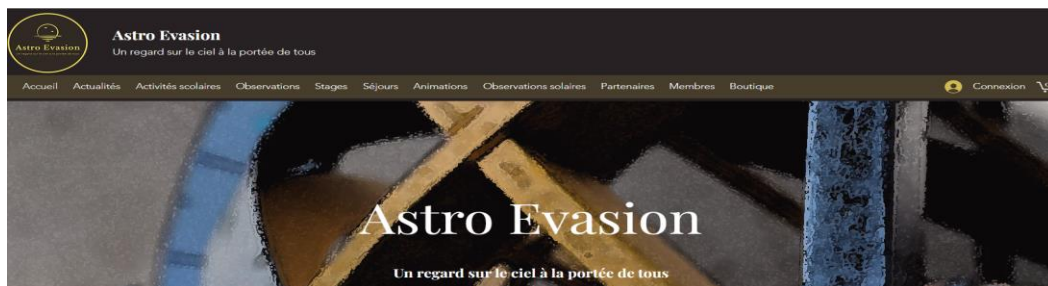 Astro Evasion
Astro Evasion
Un regard sur le ciel à la portée de tous
Accueil Actualités Activités scolaires Observations Stages Séjours Animations Observations solaires Partenaires Membres Boutique Connexion
Astro Evasion
Un regard sur le ciel à la portée de tous